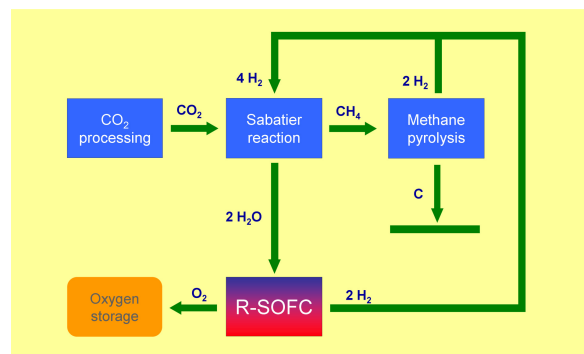 4 H₂
2 H₂
CO₂
processing
CO₂
Sabatier
reaction
CH₄
Methane
pyrolysis
C
2 H₂O
Oxygen
storage
O₂
R-SOFC
2 H₂